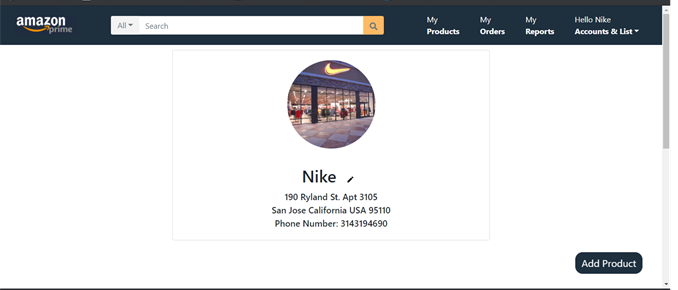 amazon
prime
All
Search
My
Products
My
Orders
My
Reports
Hello Nike
Accounts & List
Nike
190 Ryland St. Apt 3105
San Jose California USA 95110
Phone Number: 3143194690
Add Product